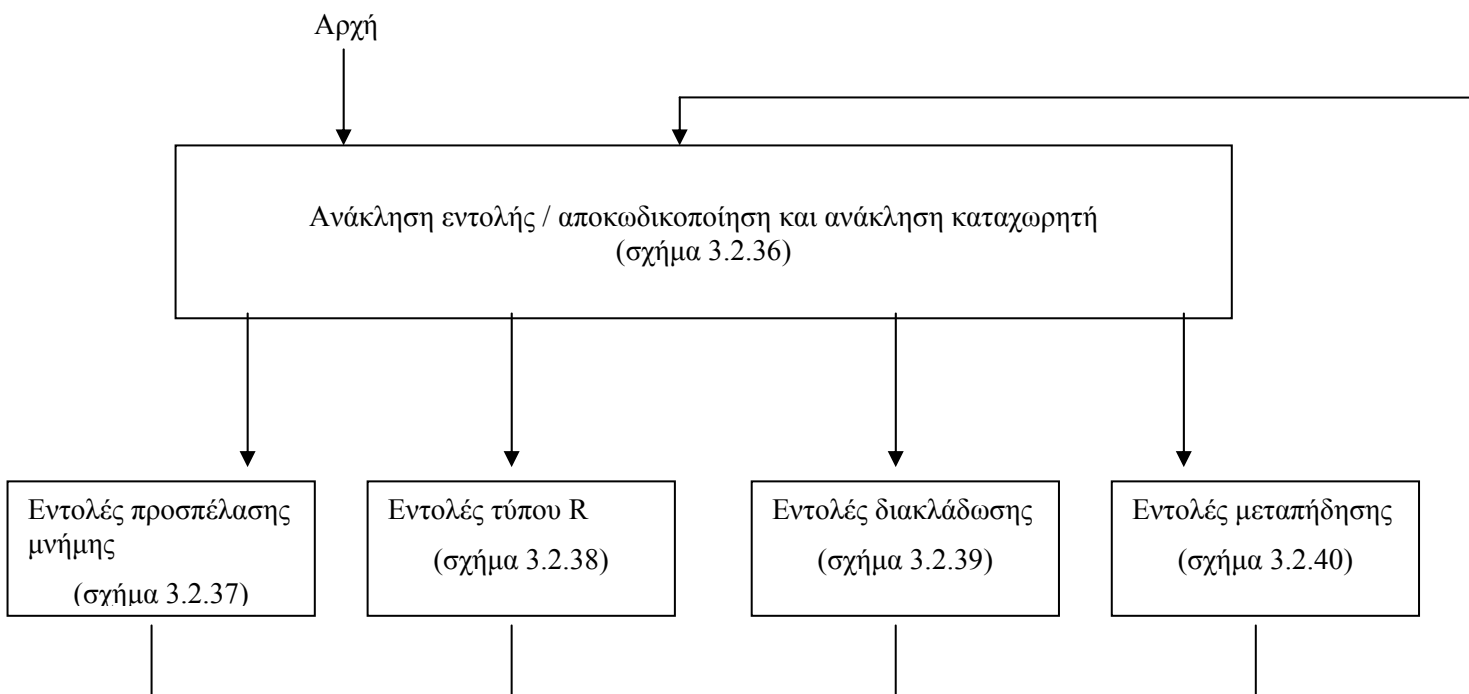 Αρχή
Ανάκληση εντολής / αποκωδικοποίηση και ανάκληση καταχωρητή
(σχήμα 3.2.36)
Εντολές προσπέλασης
μνήμης
(σχήμα 3.2.37)
Εντολές τύπου R
(σχήμα 3.2.38)
Εντολές διακλάδωσης
(σχήμα 3.2.39)
Εντολές μεταπήδησης
(σχήμα 3.2.40)